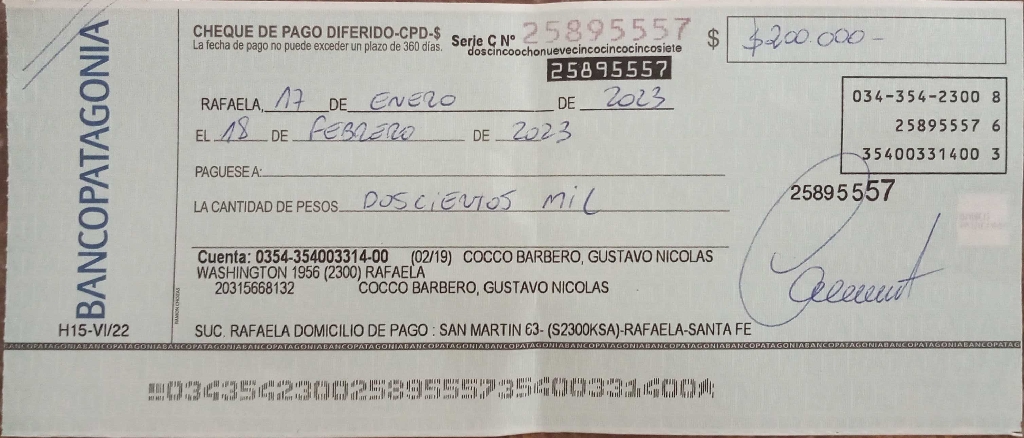 BANCOPATAGONIA
H15-VI/22
CHEQUE DE PAGO DIFERIDO-CPD-$
La fecha de pago no puede exceder un plazo de 360 días.
Serie C Nº 25895557
doscincoochonuevecincocincocincosiete
25895557
$ $200.000-
RAFAELA, 17 DE ENERO DE 2023
EL 18 DE FEBRERO DE 2023
PAGUESE A:
LA CANTIDAD DE PESOS DOSCIENTOS MIL
034-354-2300 8
25895557 6
35400331400 3
25895557
Cuenta: 0354-354003314-00 (02/19) COCCO BARBERO, GUSTAVO NICOLAS
WASHINGTON 1956 (2300) RAFAELA
20315668132 COCCO BARBERO, GUSTAVO NICOLAS
SUC. RAFAELA DOMICILIO DE PAGO : SAN MARTIN 63- (S2300KSA)-RAFAELA-SANTA FE
BANCOPATAGONIABANCOPATAGONIABANCOPATAGONIABANCOPATAGONIABANCOPATAGONIA
03435423002589555735400331400